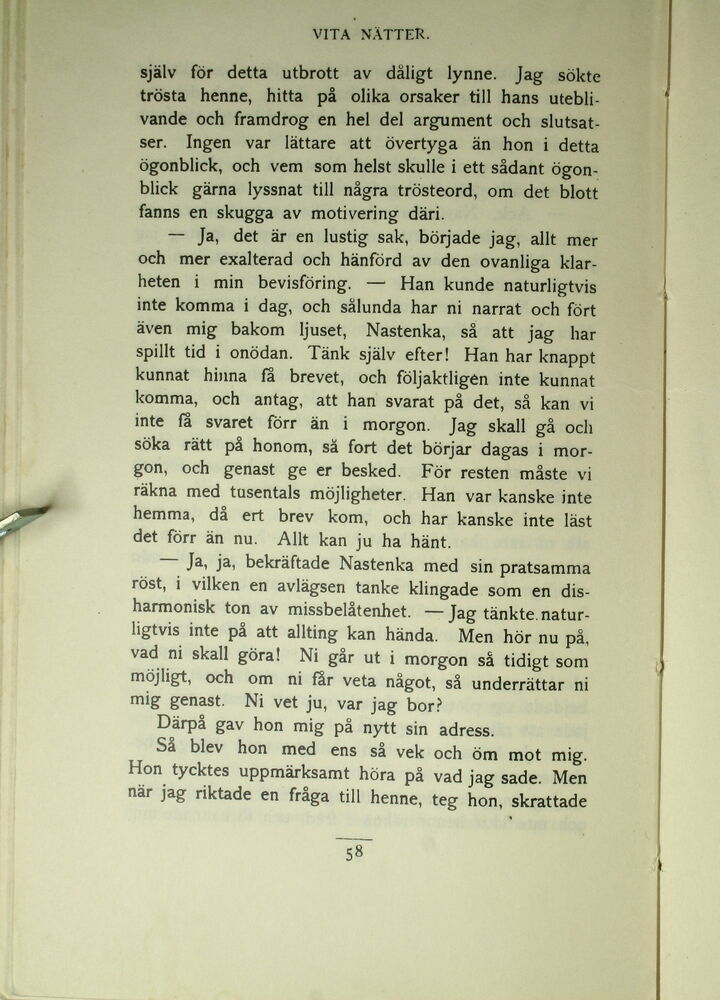 VITA NÄTTER.
själv för detta utbrott av dåligt lynne. Jag sökte
trösta henne, hitta på olika orsaker till hans utebli-
vande och framdrog en hel del argument och slutsat-
ser. Ingen var lättare att övertyga än hon i detta
ögonblick, och vem som helst skulle i ett sådant ögon-
blick gärna lyssnat till några trösteord, om det blott
fanns en skugga av motivering däri.
— Ja, det är en lustig sak, började jag, allt mer
och mer exalterad och hänförd av den ovanliga klar-
heten i min bevisföring. — Han kunde naturligtvis
inte komma i dag, och sålunda har ni narrat och fört
även mig bakom ljuset, Nastenka, så att jag har
spillt tid i onödan. Tänk själv efter! Han har knappt
kunnat hinna få brevet, och följaktligen inte kunnat
komma, och antag, att han svarat på det, så kan vi
inte få svaret förr än i morgon. Jag skall gå och
söka rätt på honom, så fort det börjar dagas i mor-
gon, och genast ge er besked. För resten måste vi
räkna med tusentals möjligheter. Han var kanske inte
hemma, då ert brev kom, och har kanske inte läst
det förr än nu. Allt kan ju ha hänt.
— Ja, ja, bekräftade Nastenka med sin pratsamma
röst, i vilken en avlägsen tanke klingade som en dis-
harmonisk ton av missbelåtenhet. — Jag tänkte natur-
ligtvis inte på att allting kan hända. Men hör nu på,
vad ni skall göra! Ni går ut i morgon så tidigt som
möjligt, och om ni får veta något, så underrättar ni
mig genast. Ni vet ju, var jag bor?
Därpå gav hon mig på nytt sin adress.
Så blev hon med ens så vek och öm mot mig.
Hon tycktes uppmärksamt höra på vad jag sade. Men
när jag riktade en fråga till henne, teg hon, skrattade
58